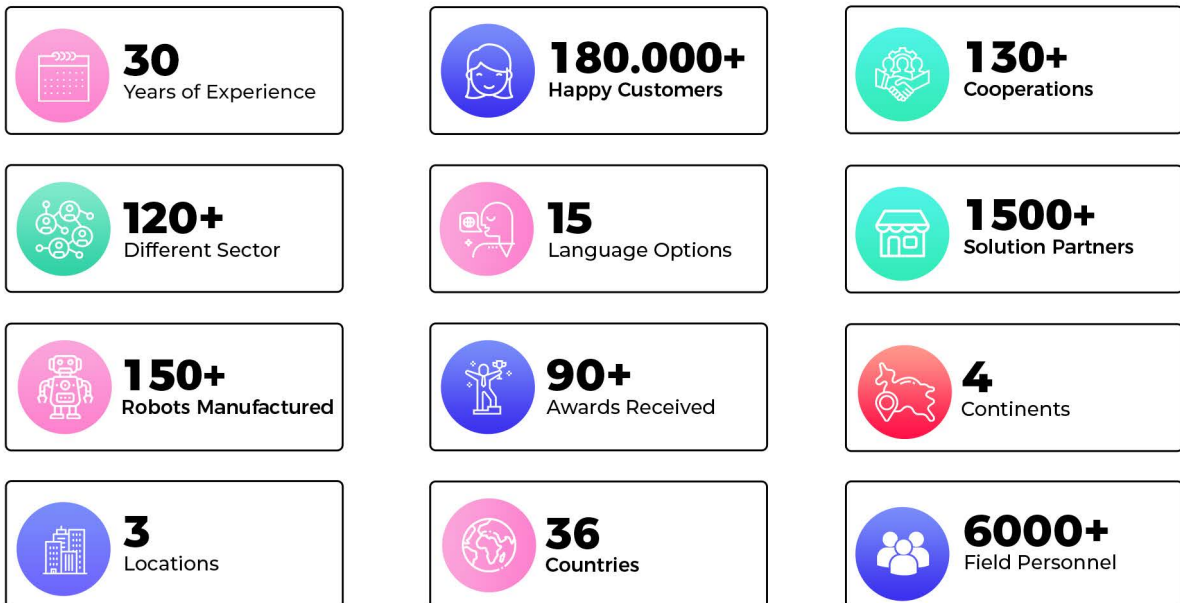 30
Years of Experience
180.000+
Happy Customers
130+
Cooperations
120+
Different Sector
15
Language Options
1500+
Solution Partners
150+
Robots Manufactured
90+
Awards Received
4
Continents
3
Locations
36
Countries
6000+
Field Personnel